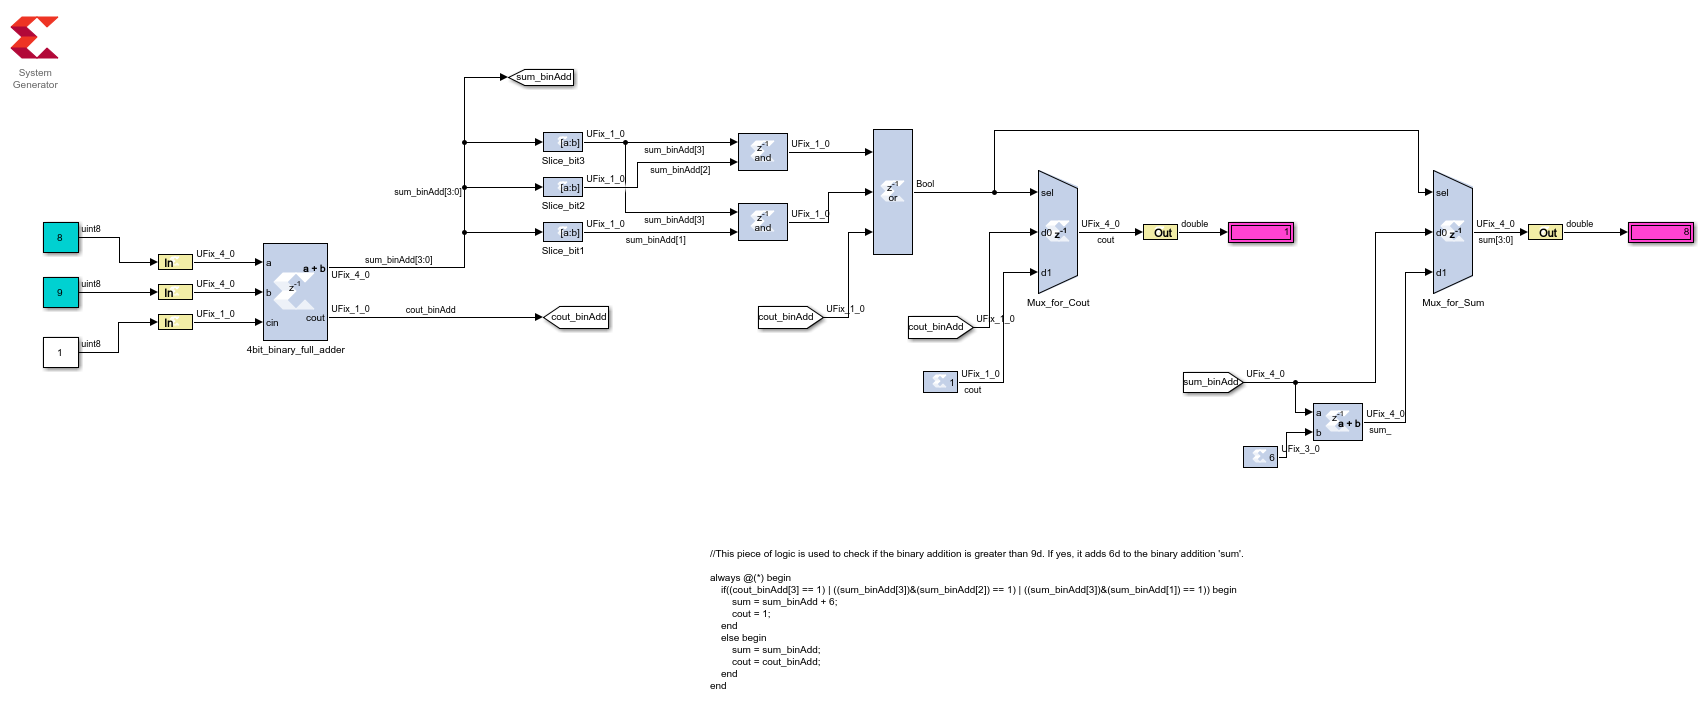 System
Generator
sum_binAdd
UFix_1_0
[a:b]
Slice_bit3
sum_binAdd[3]
z-1
and
UFix_1_0
UFix_1_0
[a:b]
Slice_bit2
sum_binAdd[2]
sum_binAdd[3:0]
UFix_1_0
[a:b]
Slice_bit1
sum_binAdd[3]
sum_binAdd[1]
z-1
and
UFix_1_0
z-1
or
Bool
sel
d0
z-1
d1
Mux_for_Cout
UFix_4_0
cout
Out
double
1
sel
d0
z-1
d1
Mux_for_Sum
UFix_4_0
sum[3:0]
Out
double
8
8
uint8
In
UFix_4_0
9
uint8
In
UFix_4_0
1
uint8
In
UFix_1_0
a
b
cin
a + b
z-1
cout
4bit_binary_full_adder
sum_binAdd[3:0]
UFix_4_0
UFix_1_0
cout_binAdd
cout_binAdd
cout_binAdd
UFix_1_0
cout_binAdd
UFix_1_0
1
UFix_1_0
cout
sum_binAdd
UFix_4_0
a
b
z-1
a + b
UFix_4_0
sum_
6
UFix_3_0
//This piece of logic is used to check if the binary addition is greater than 9d. If yes, it adds 6d to the binary addition 'sum'.
always @(*) begin
if((cout_binAdd[3] == 1) | ((sum_binAdd[3])&(sum_binAdd[2]) == 1) | ((sum_binAdd[3])&(sum_binAdd[1]) == 1)) begin
sum = sum_binAdd + 6;
cout = 1;
end
else begin
sum = sum_binAdd;
cout = cout_binAdd;
end
end